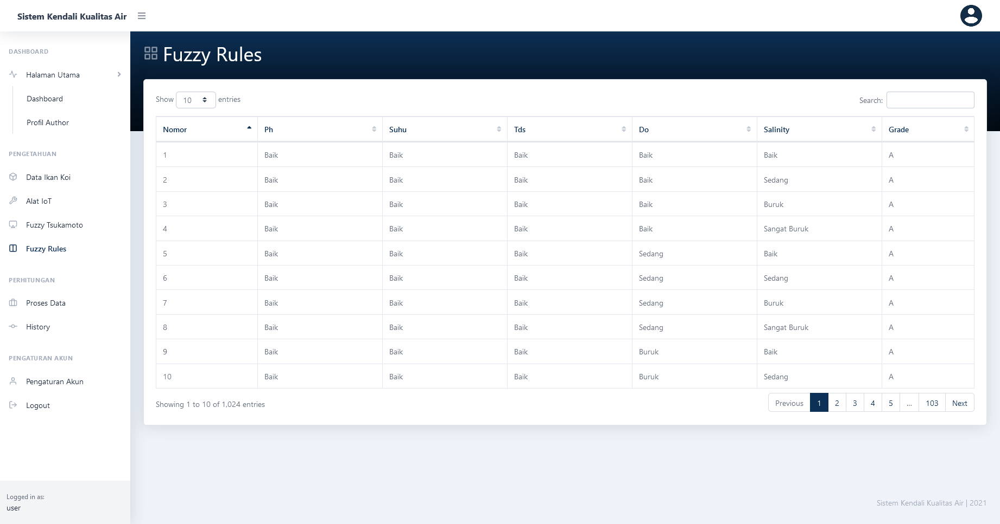 Sistem Kendali Kualitas Air
DASHBOARD
Halaman Utama
Dashboard
Profil Author
PENGETAHUAN
Data Ikan Koi
Alat IoT
Fuzzy Tsukamoto
Fuzzy Rules
PERHITUNGAN
Proses Data
History
PENGATURAN AKUN
Pengaturan Akun
Logout
Logged in as:
user
Fuzzy Rules
Show 10 entries
Search:
Nomor Ph Suhu Tds Do Salinity Grade
1 Baik Baik Baik Baik Baik A
2 Baik Baik Baik Baik Sedang A
3 Baik Baik Baik Baik Buruk A
4 Baik Baik Baik Baik Sangat Buruk A
5 Baik Baik Baik Sedang Baik A
6 Baik Baik Baik Sedang Sedang A
7 Baik Baik Baik Sedang Buruk A
8 Baik Baik Baik Sedang Sangat Buruk A
9 Baik Baik Baik Buruk Baik A
10 Baik Baik Baik Buruk Sedang A
Showing 1 to 10 of 1,024 entries
Previous 1 2 3 4 5 … 103 Next
Sistem Kendali Kualitas Air | 2021